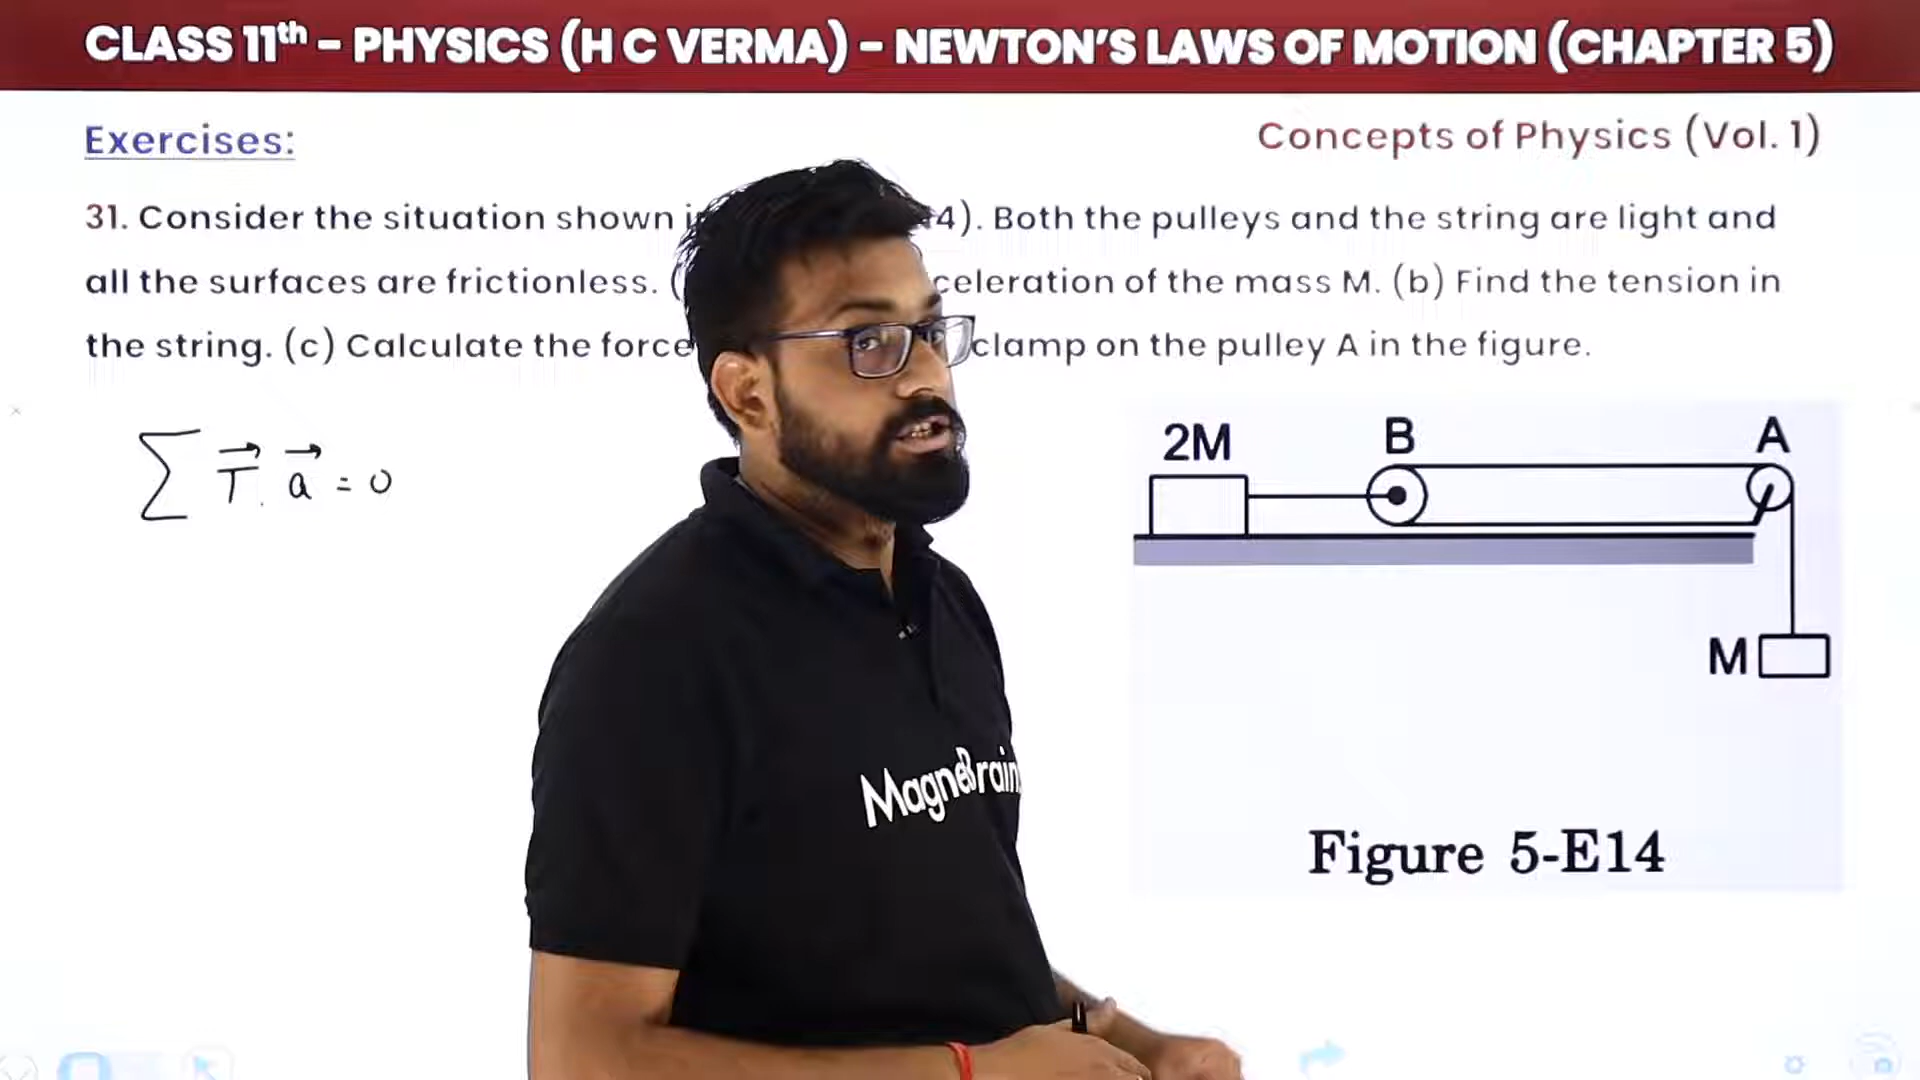 CLASS 11th – PHYSICS (H C VERMA) – NEWTON'S LAWS OF MOTION (CHAPTER 5)
Exercises:
Concepts of Physics (Vol. 1)
31. Consider the situation shown 4). Both the pulleys and the string are light and
all the surfaces are frictionless. ( celeration of the mass M. (b) Find the tension in
the string. (c) Calculate the force clamp on the pulley A in the figure.
∑ T⃗ . a⃗ = 0
2M B A
M
MagnetBrains
Figure 5-E14